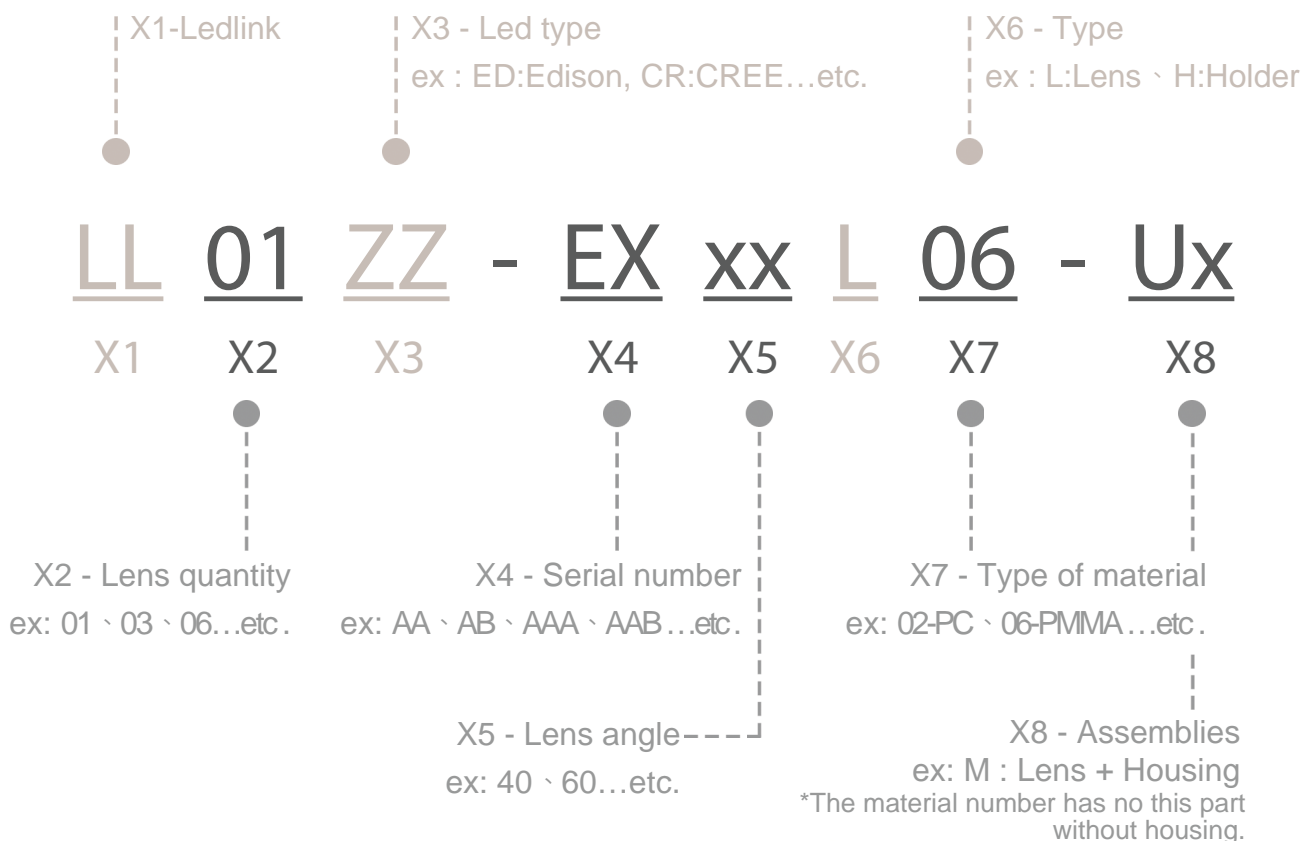 X1-Ledlink
X3 - Led type
ex : ED:Edison, CR:CREE…etc.
X6 - Type
ex : L:Lens、H:Holder
LL 01 ZZ - EX xx L 06 - Ux
X1 X2 X3 X4 X5 X6 X7 X8
X2 - Lens quantity
ex: 01、03、06…etc.
X4 - Serial number
ex: AA、AB、AAA、AAB…etc.
X7 - Type of material
ex: 02-PC、06-PMMA…etc.
X5 - Lens angle
ex: 40、60…etc.
X8 - Assemblies
ex: M : Lens + Housing
*The material number has no this part
without housing.